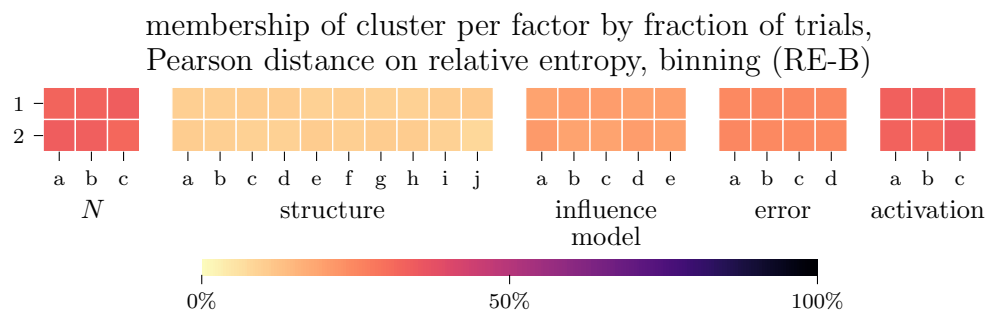 membership of cluster per factor by fraction of trials,
Pearson distance on relative entropy, binning (RE-B)
1
2
a b c
a b c d e f g h i j
a b c d e
a b c d
a b c
N
structure
influence
model
error
activation
0% 50% 100%